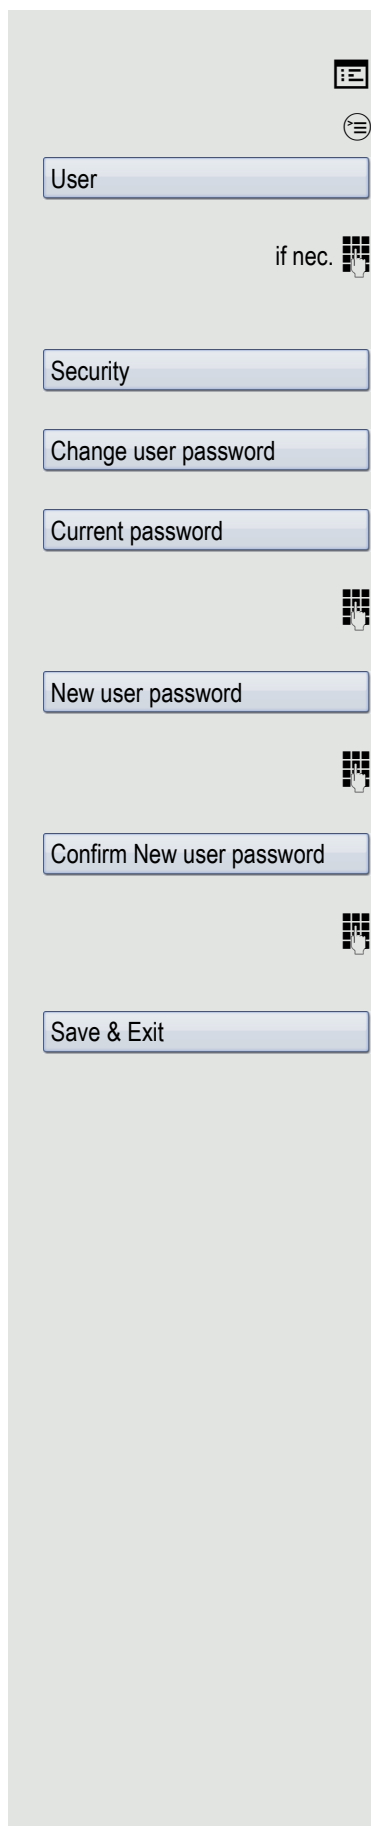 User
if nec.
Security
Change user password
Current password
New user password
Confirm New user password
Save & Exit